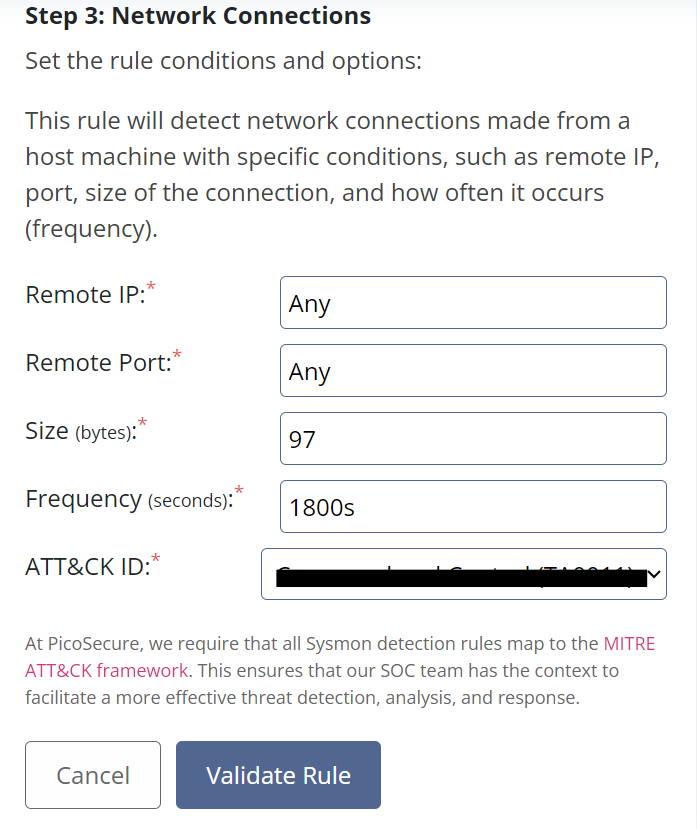 Step 3: Network Connections
Set the rule conditions and options:
This rule will detect network connections made from a
host machine with specific conditions, such as remote IP,
port, size of the connection, and how often it occurs
(frequency).
Remote IP:*
Any
Remote Port:*
Any
Size (bytes):*
97
Frequency (seconds):*
1800s
ATT&CK ID:*
At PicoSecure, we require that all Sysmon detection rules map to the MITRE
ATT&CK framework. This ensures that our SOC team has the context to
facilitate a more effective threat detection, analysis, and response.
Cancel
Validate Rule